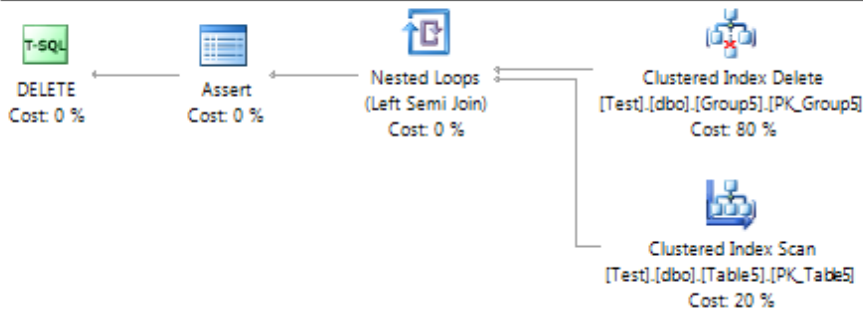 T-SQL
DELETE
Cost: 0 %
Assert
Cost: 0 %
Nested Loops
(Left Semi Join)
Cost: 0 %
Clustered Index Delete
[Test].[dbo].[Group5].[PK_Group5]
Cost: 80 %
Clustered Index Scan
[Test].[dbo].[Table5].[PK_Table5]
Cost: 20 %